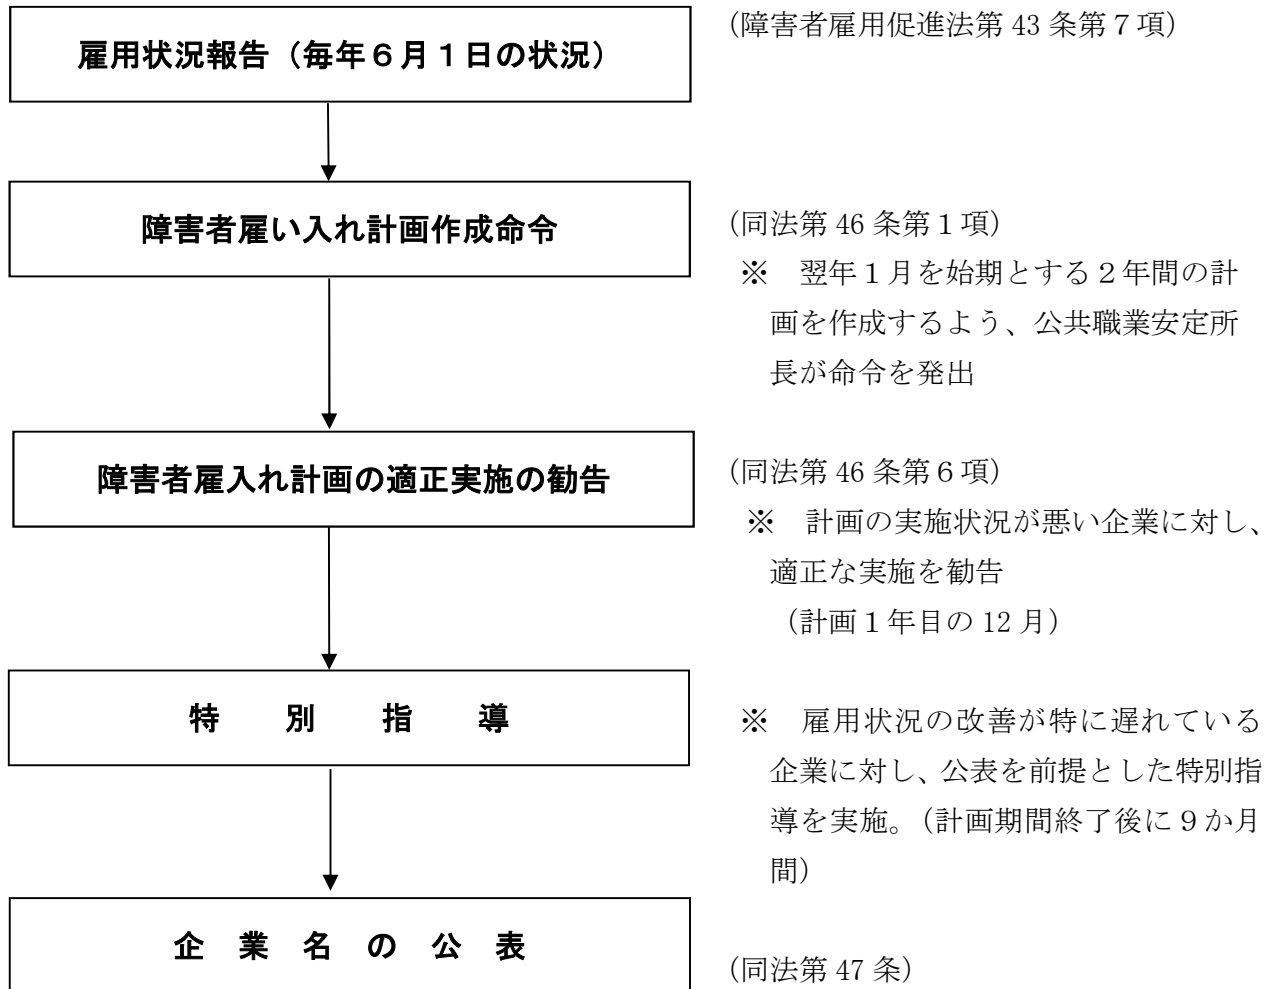 雇用状況報告（毎年６月１日の状況）
（障害者雇用促進法第 43 条第７項）
障害者雇い入れ計画作成命令
（同法第 46 条第１項）
※　翌年１月を始期とする２年間の計
画を作成するよう、公共職業安定所
長が命令を発出
障害者雇入れ計画の適正実施の勧告
（同法第 46 条第６項）
※　計画の実施状況が悪い企業に対し、
適正な実施を勧告
（計画１年目の 12 月）
特　別　指　導
※　雇用状況の改善が特に遅れている
企業に対し、公表を前提とした特別指
導を実施。（計画期間終了後に９か月
間）
企　業　名　の　公　表
（同法第 47 条）